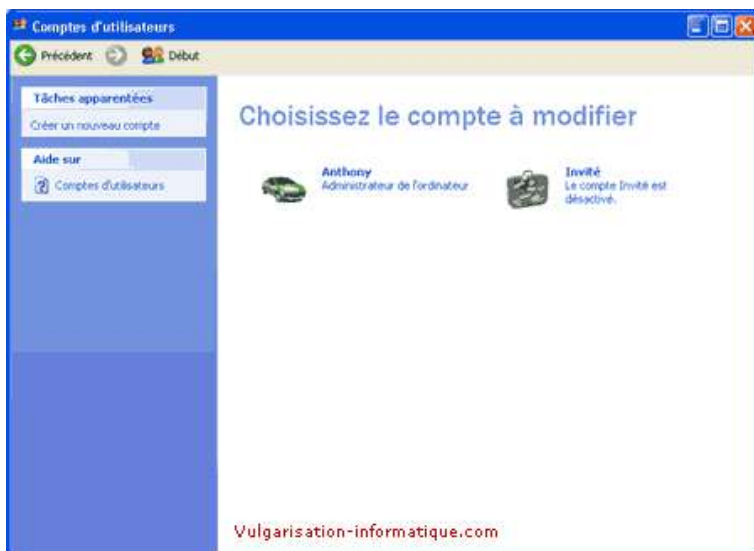 Comptes d'utilisateurs
Précédent
Début
Tâches apparentées
Créer un nouveau compte
Aide sur
Comptes d'utilisateurs
Choisissez le compte à modifier
Anthony
Administrateur de l'ordinateur
Invité
Le compte Invité est
désactivé.
Vulgarisation-informatique.com